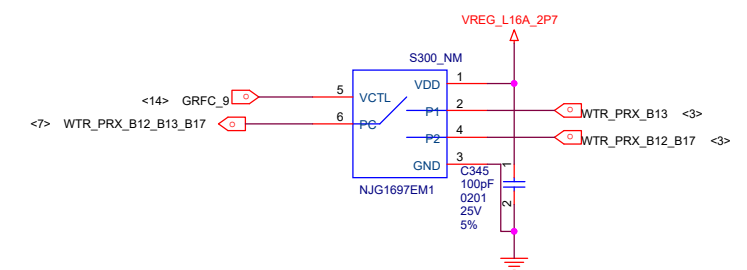 VREG_L16A_2P7
S300_NM
<14> GRFC_9
5
VCTL
VDD
1
<7> WTR_PRX_B12_B13_B17
6
PC
P1
2
WTR_PRX_B13 <3>
P2
4
WTR_PRX_B12_B17 <3>
GND
3
NJG1697EM1
C345
100pF
0201
25V
5%
1
2